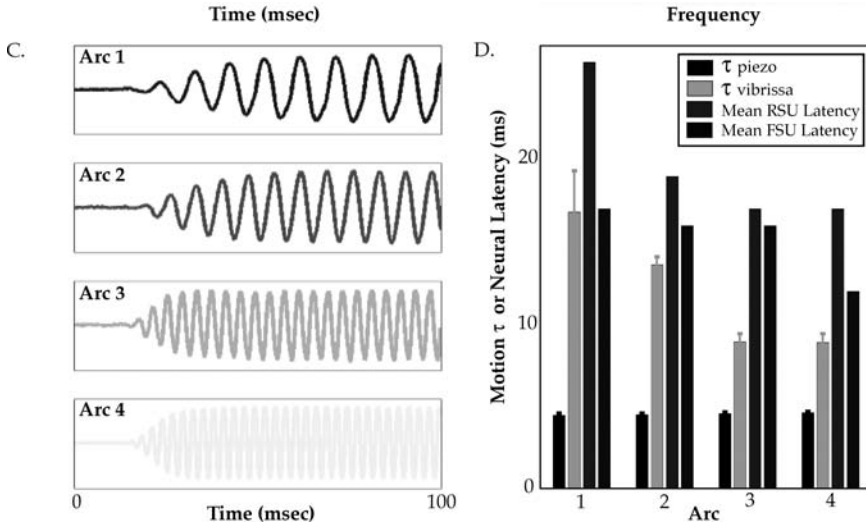 Time (msec)
Frequency
C.
Arc 1
Arc 2
Arc 3
Arc 4
0
100
Time (msec)
D.
Motion τ or Neural Latency (ms)
20
10
0
τ piezo
τ vibrissa
Mean RSU Latency
Mean FSU Latency
1
2
3
4
Arc